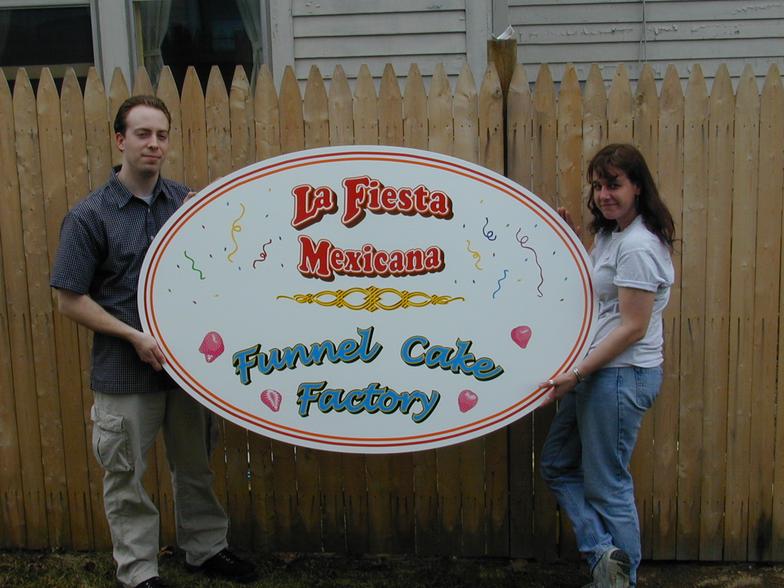 La Fiesta
Mexicana
Funnel Cake
Factory